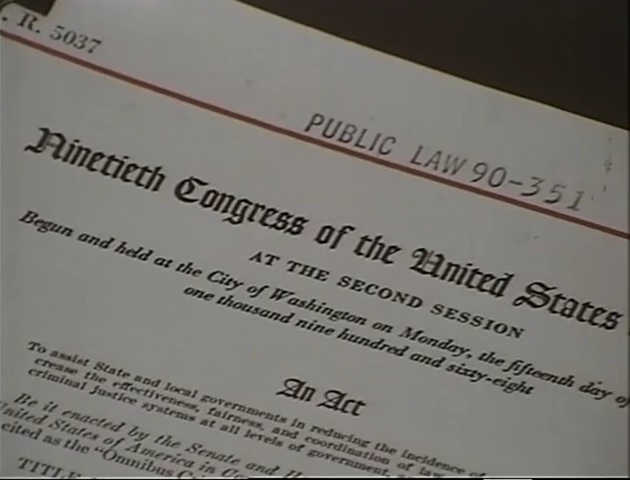 . R. 5037
PUBLIC LAW 90-351
Ninetieth Congress of the United States
AT THE SECOND SESSION
Begun and held at the City of Washington on Monday, the fifteenth day of
one thousand nine hundred and sixty-eight
An Act
To assist State and local governments in reducing the incidence of
crease the effectiveness, fairness, and coordination of law
criminal justice systems at all levels of government,
Be it enacted by the Senate and
United States of America in
cited as the "Omnibus
TITLE